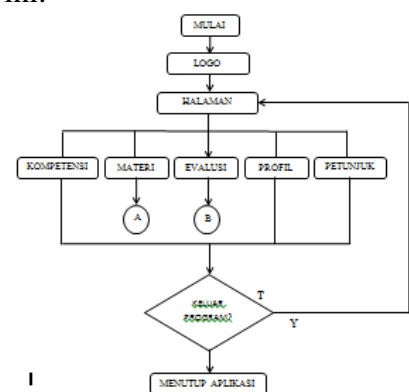 MULAI
LOGO
HALAMAN
KOMPETENSI MATERI EVALUSI PROFIL PETUNJUK
A B
KELUAR
PROGRAM?
T
Y
MENUTUP APLIKASI